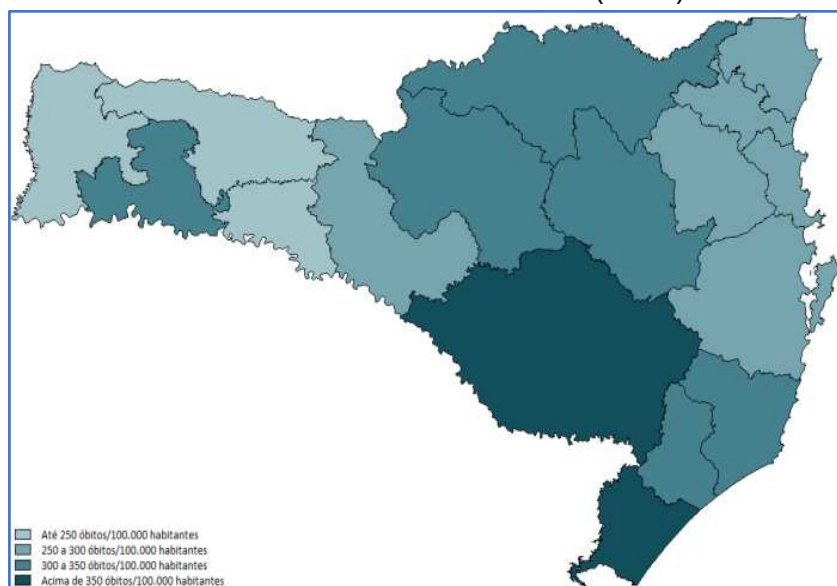 Até 250 óbitos/100.000 habitantes
250 a 300 óbitos/100.000 habitantes
300 a 350 óbitos/100.000 habitantes
Acima de 350 óbitos/100.000 habitantes